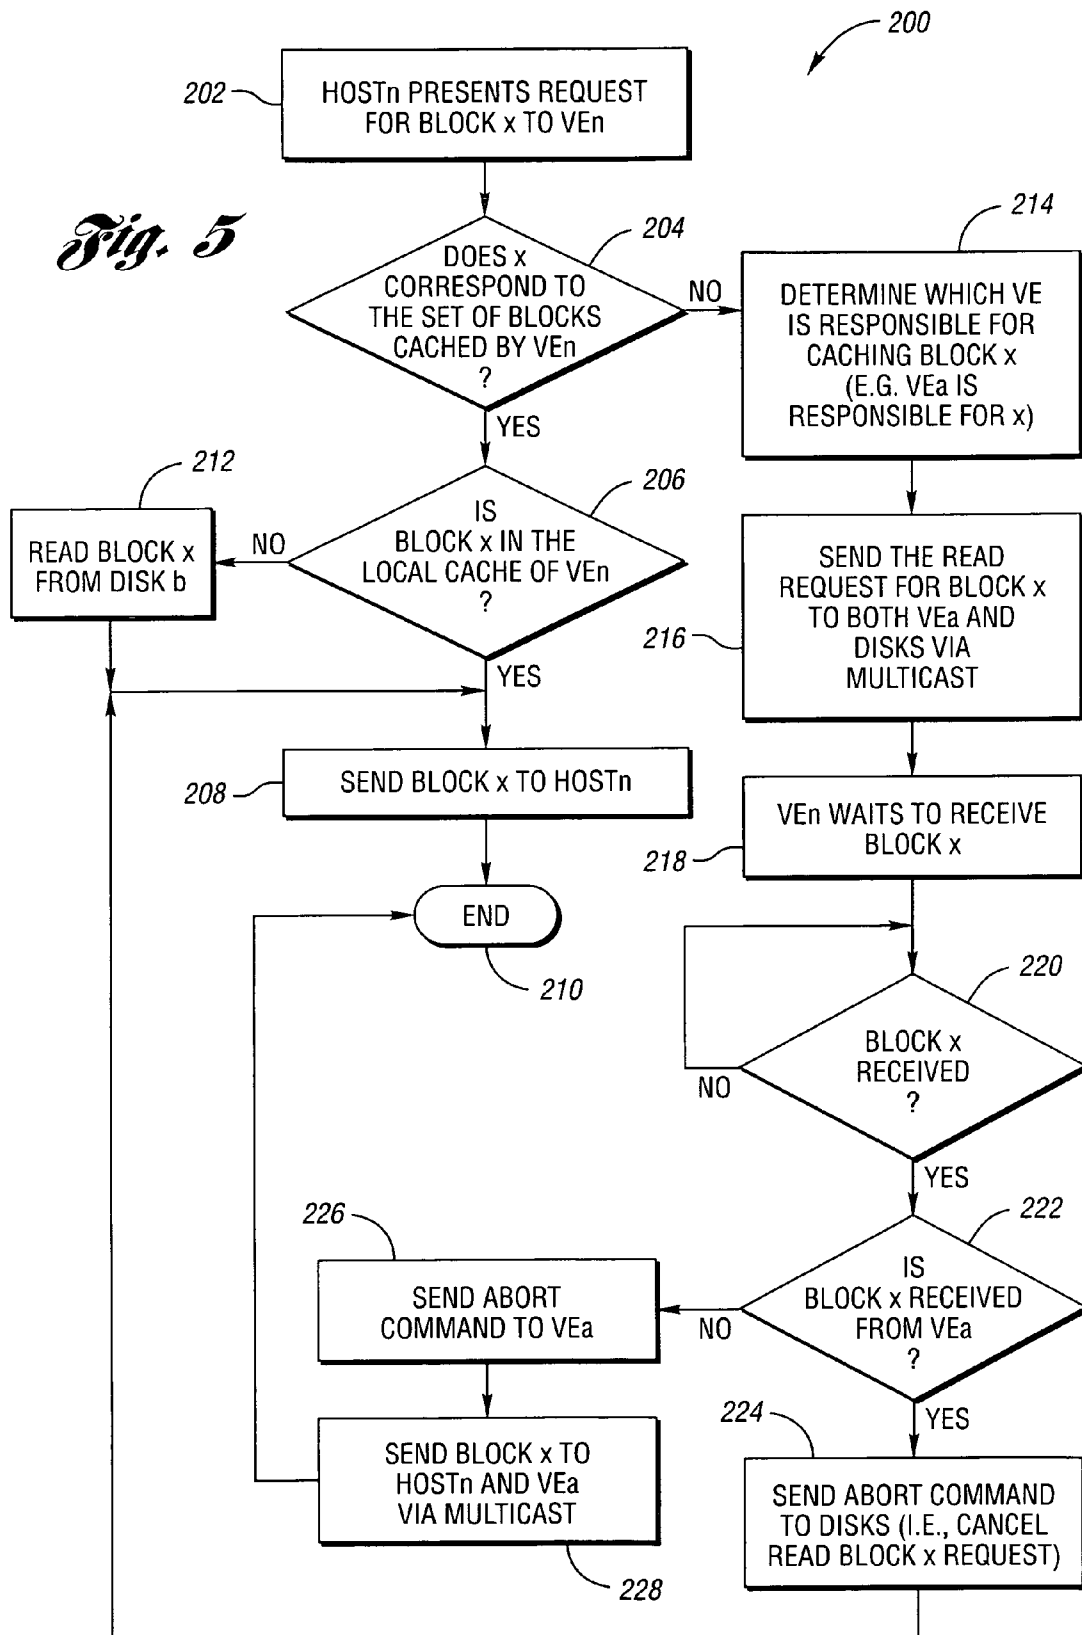 200
202
HOSTn PRESENTS REQUEST
FOR BLOCK x TO VEn
Fig. 5
204
DOES x
CORRESPOND TO
THE SET OF BLOCKS
CACHED BY VEn
?
NO
YES
214
DETERMINE WHICH VE
IS RESPONSIBLE FOR
CACHING BLOCK x
(E.G. VEa IS
RESPONSIBLE FOR x)
212
READ BLOCK x
FROM DISK b
NO
206
IS
BLOCK x IN THE
LOCAL CACHE OF VEn
?
YES
216
SEND THE READ
REQUEST FOR BLOCK x
TO BOTH VEa AND
DISKS VIA
MULTICAST
208
SEND BLOCK x TO HOSTn
218
VEn WAITS TO RECEIVE
BLOCK x
END
210
220
BLOCK x
RECEIVED
?
NO
YES
222
IS
BLOCK x RECEIVED
FROM VEa
?
NO
YES
226
SEND ABORT
COMMAND TO VEa
SEND BLOCK x TO
HOSTn AND VEa
VIA MULTICAST
228
224
SEND ABORT COMMAND
TO DISKS (I.E., CANCEL
READ BLOCK x REQUEST)